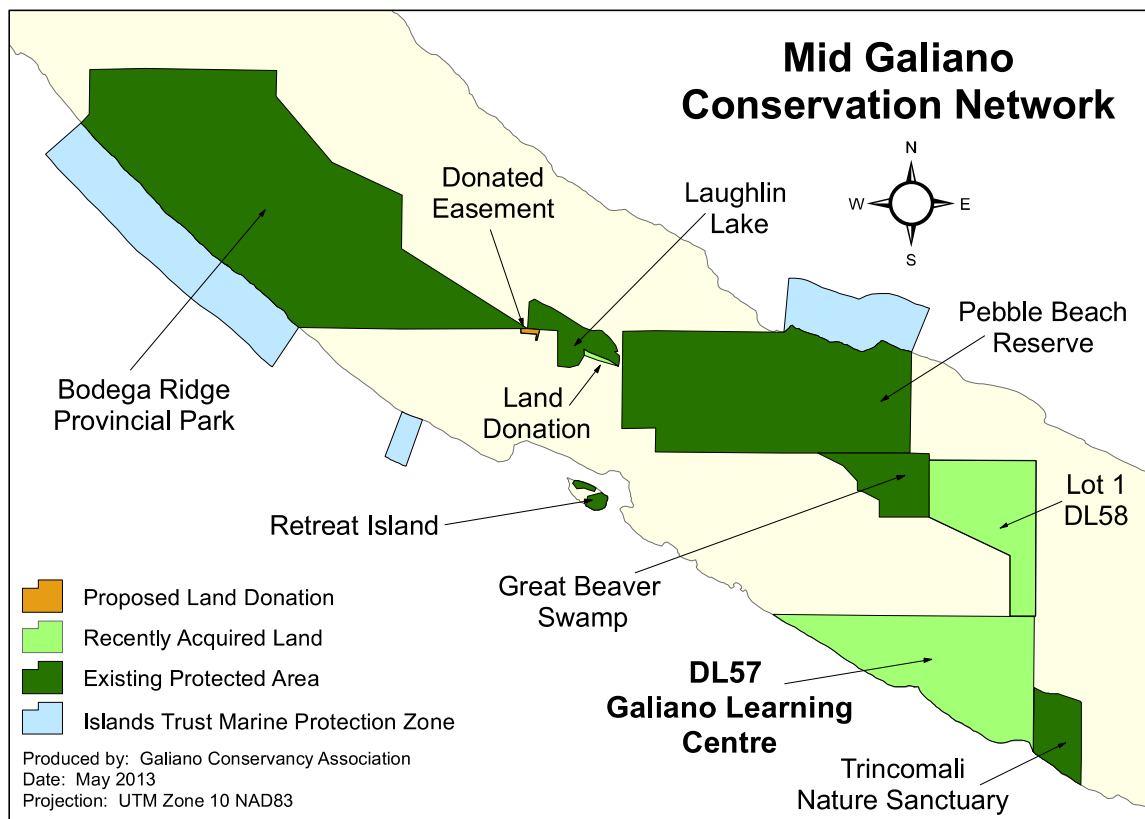 Mid Galiano
Conservation Network
N
W
E
S
Donated
Easement
Laughlin
Lake
Pebble Beach
Reserve
Bodega Ridge
Provincial Park
Land
Donation
Lot 1
DL58
Retreat Island
Great Beaver
Swamp
DL57
Galiano Learning
Centre
Trincomali
Nature Sanctuary
Proposed Land Donation
Recently Acquired Land
Existing Protected Area
Islands Trust Marine Protection Zone
Produced by: Galiano Conservancy Association
Date: May 2013
Projection: UTM Zone 10 NAD83